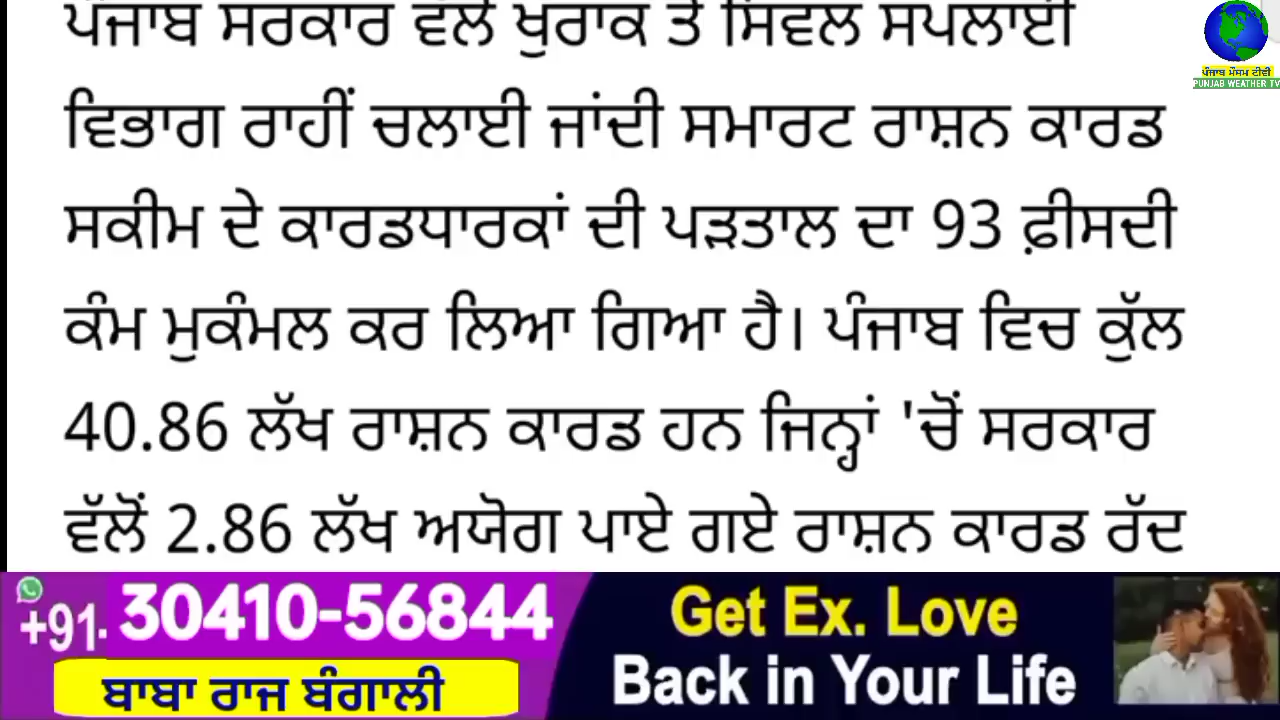 ਪੰਜਾਬ ਸਰਕਾਰ ਵੱਲੋਂ ਖੁਰਾਕ ਤੇ ਸਿਵਲ ਸਪਲਾਈ
ਵਿਭਾਗ ਰਾਹੀਂ ਚਲਾਈ ਜਾਂਦੀ ਸਮਾਰਟ ਰਾਸ਼ਨ ਕਾਰਡ
ਸਕੀਮ ਦੇ ਕਾਰਡਧਾਰਕਾਂ ਦੀ ਪੜਤਾਲ ਦਾ 93 ਫ਼ੀਸਦੀ
ਕੰਮ ਮੁਕੰਮਲ ਕਰ ਲਿਆ ਗਿਆ ਹੈ। ਪੰਜਾਬ ਵਿਚ ਕੁੱਲ
40.86 ਲੱਖ ਰਾਸ਼ਨ ਕਾਰਡ ਹਨ ਜਿਨ੍ਹਾਂ 'ਚੋਂ ਸਰਕਾਰ
ਵੱਲੋਂ 2.86 ਲੱਖ ਅਯੋਗ ਪਾਏ ਗਏ ਰਾਸ਼ਨ ਕਾਰਡ ਰੱਦ
ਪੰਜਾਬ ਮੌਸਮ ਟੀਵੀ
PUNJAB WEATHER TV
+91- 30410-56844
ਬਾਬਾ ਰਾਜ ਬੰਗਾਲੀ
Get Ex. Love
Back in Your Life